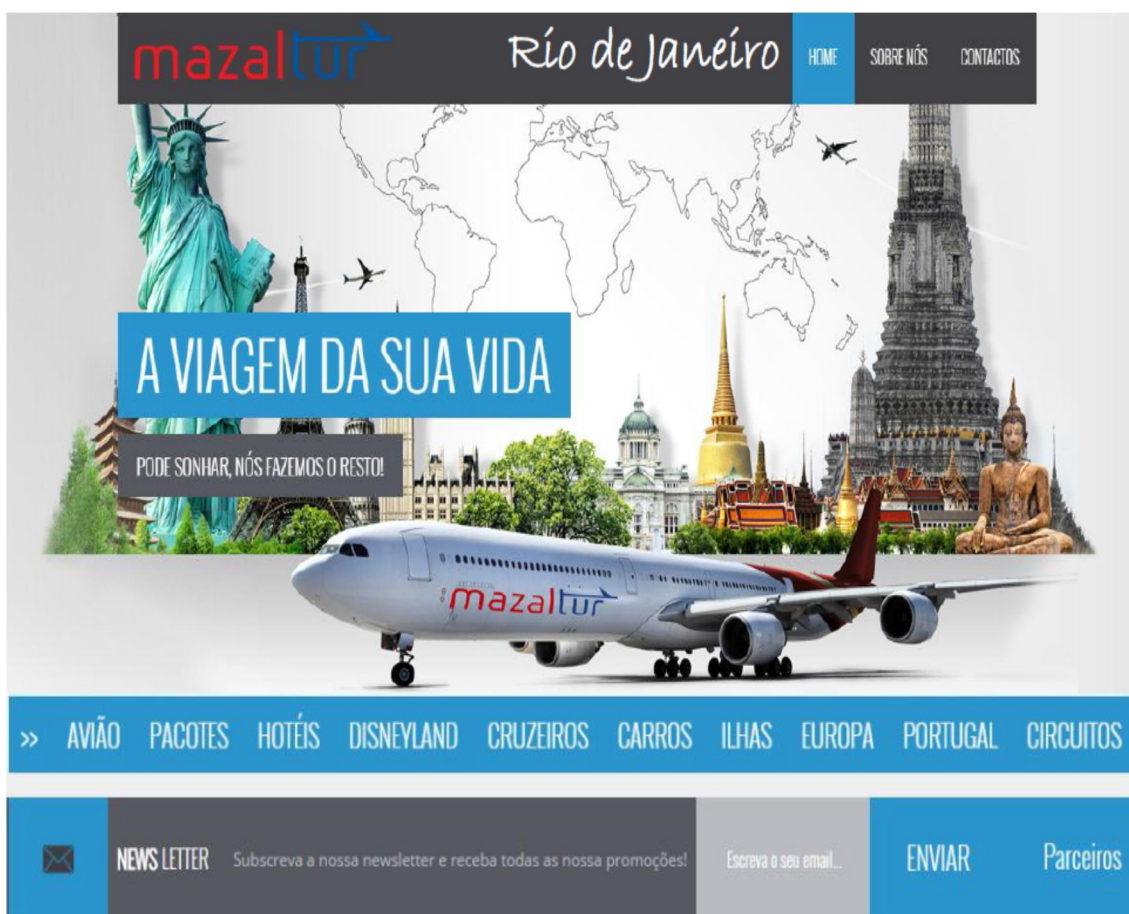 mazaltur
Rio de Janeiro
HOME SOBRE NÓS CONTACTOS
A VIAGEM DA SUA VIDA
PODE SONHAR, NÓS FAZEMOS O RESTO!
mazaltur
>> AVIÃO PACOTES HOTÉIS DISNEYLAND CRUZEIROS CARROS ILHAS EUROPA PORTUGAL CIRCUITOS
NEWS LETTER Subscreva a nossa newsletter e receba todas as nossa promoções! Escreva o seu email... ENVIAR Parceiros